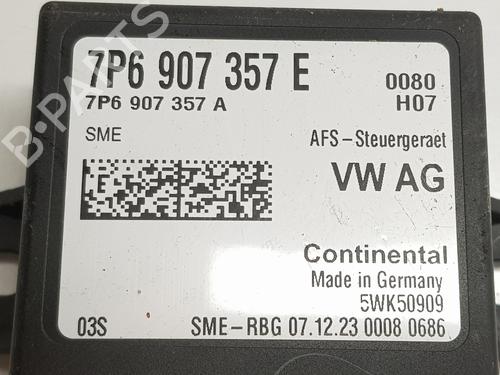 7P6 907 357 E
0080
7P6 907 357 A
H07
SME
AFS-Steuergeraet
VW AG
Continental
Made in Germany
5WK50909
03S
SME-RBG 07.12.23 0008 0686
B-PARTS